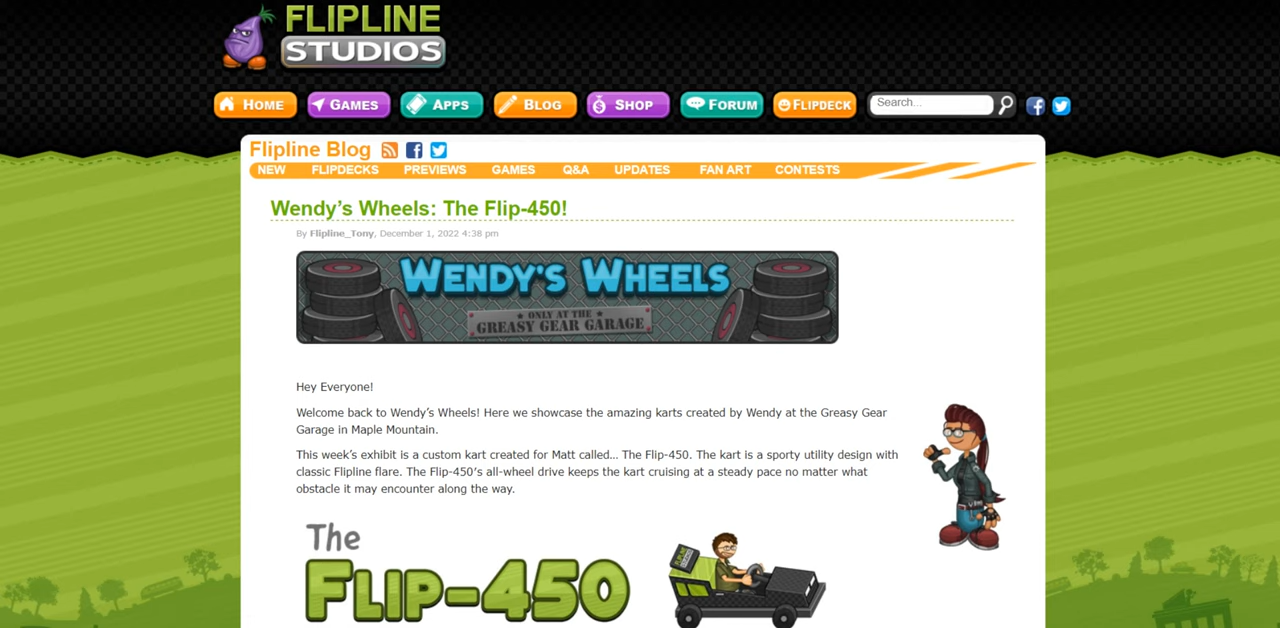 FLIPLINE
STUDIOS
HOME GAMES APPS BLOG SHOP FORUM FLIPDECK Search...
Flipline Blog
NEW FLIPDECKS PREVIEWS GAMES Q&A UPDATES FAN ART CONTESTS
Wendy’s Wheels: The Flip-450!
By Flipline_Tony, December 1, 2022 4:38 pm
WENDY'S WHEELS
★ ONLY AT THE ★
GREASY GEAR GARAGE
Hey Everyone!
Welcome back to Wendy’s Wheels! Here we showcase the amazing karts created by Wendy at the Greasy Gear
Garage in Maple Mountain.
This week’s exhibit is a custom kart created for Matt called… The Flip-450. The kart is a sporty utility design with
classic Flipline flare. The Flip-450’s all-wheel drive keeps the kart cruising at a steady pace no matter what
obstacle it may encounter along the way.
The
FLIP-450
FLIPLINE
STUDIOS